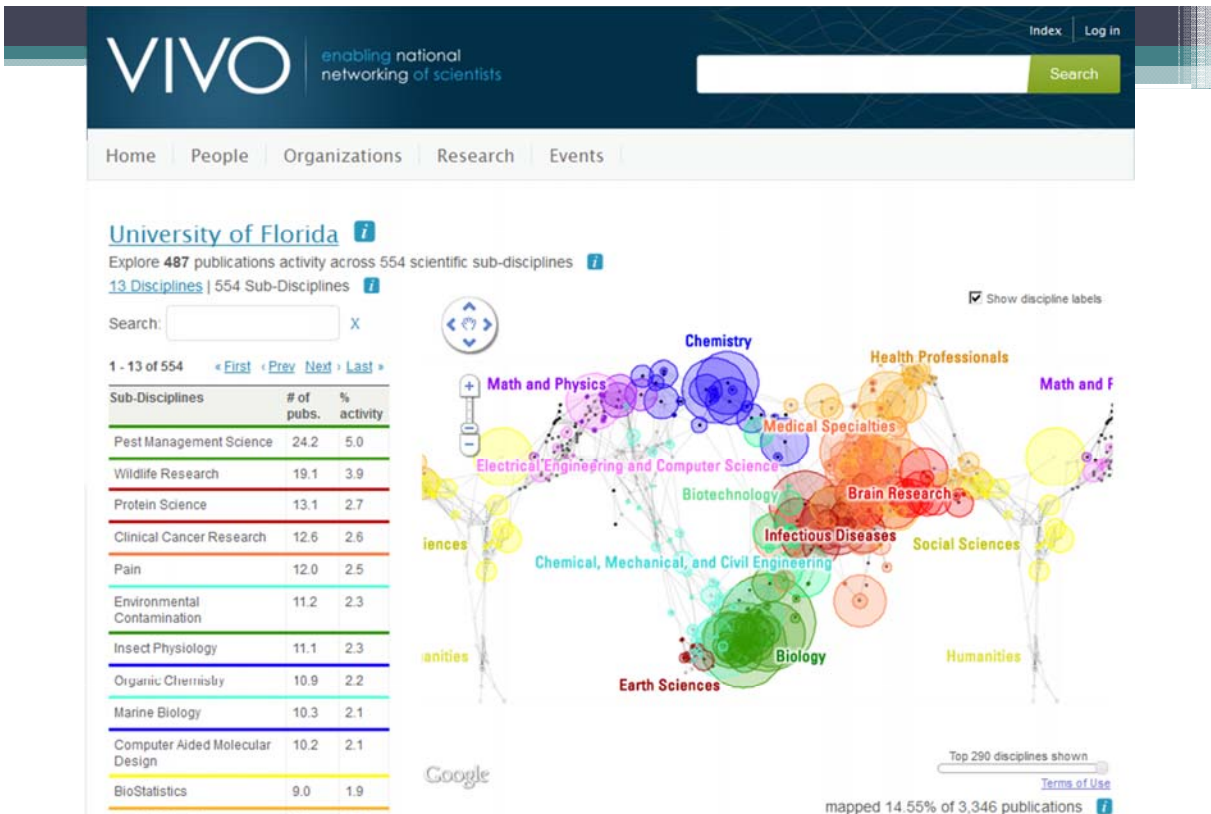 VIVO
enabling national
networking of scientists
Index Log in
Search
Home People Organizations Research Events
University of Florida i
Explore 487 publications activity across 554 scientific sub-disciplines i
13 Disciplines | 554 Sub-Disciplines i
Search: X
1 - 13 of 554 « First ‹ Prev Next › Last »
Sub-Disciplines # of pubs. % activity
Pest Management Science 24.2 5.0
Wildlife Research 19.1 3.9
Protein Science 13.1 2.7
Clinical Cancer Research 12.6 2.6
Pain 12.0 2.5
Environmental Contamination 11.2 2.3
Insect Physiology 11.1 2.3
Organic Chemistry 10.9 2.2
Marine Biology 10.3 2.1
Computer Aided Molecular Design 10.2 2.1
BioStatistics 9.0 1.9
Show discipline labels
Chemistry
Health Professionals
Math and Physics
Math and F
Medical Specialties
Electrical Engineering and Computer Science
Biotechnology
Brain Research
Infectious Diseases
iences
Social Sciences
Chemical, Mechanical, and Civil Engineering
anities
Biology
Humanities
Earth Sciences
Top 290 disciplines shown
Google
Terms of Use
mapped 14.55% of 3,346 publications i